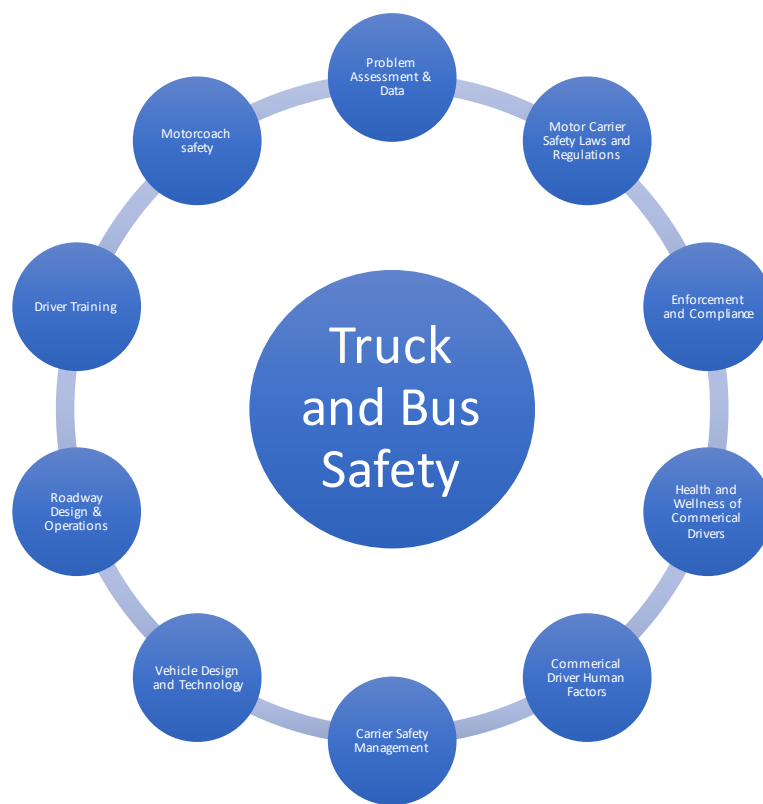 Problem
Assessment &
Data
Motor Carrier
Safety Laws and
Regulations
Enforcement
and Compliance
Health and
Wellness of
Commerical
Drivers
Commerical
Driver Human
Factors
Carrier Safety
Management
Vehicle Design
and Technology
Roadway
Design &
Operations
Driver Training
Motorcoach
safety
Truck
and Bus
Safety